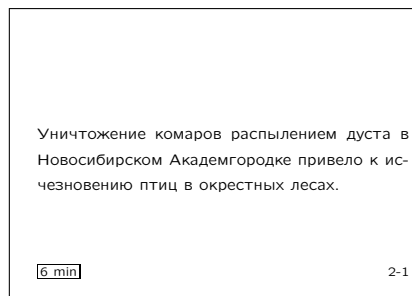 Уничтожение комаров распылением дуста в
Новосибирском Академгородке привело к ис-
чезновению птиц в окрестных лесах.
6 min
2-1